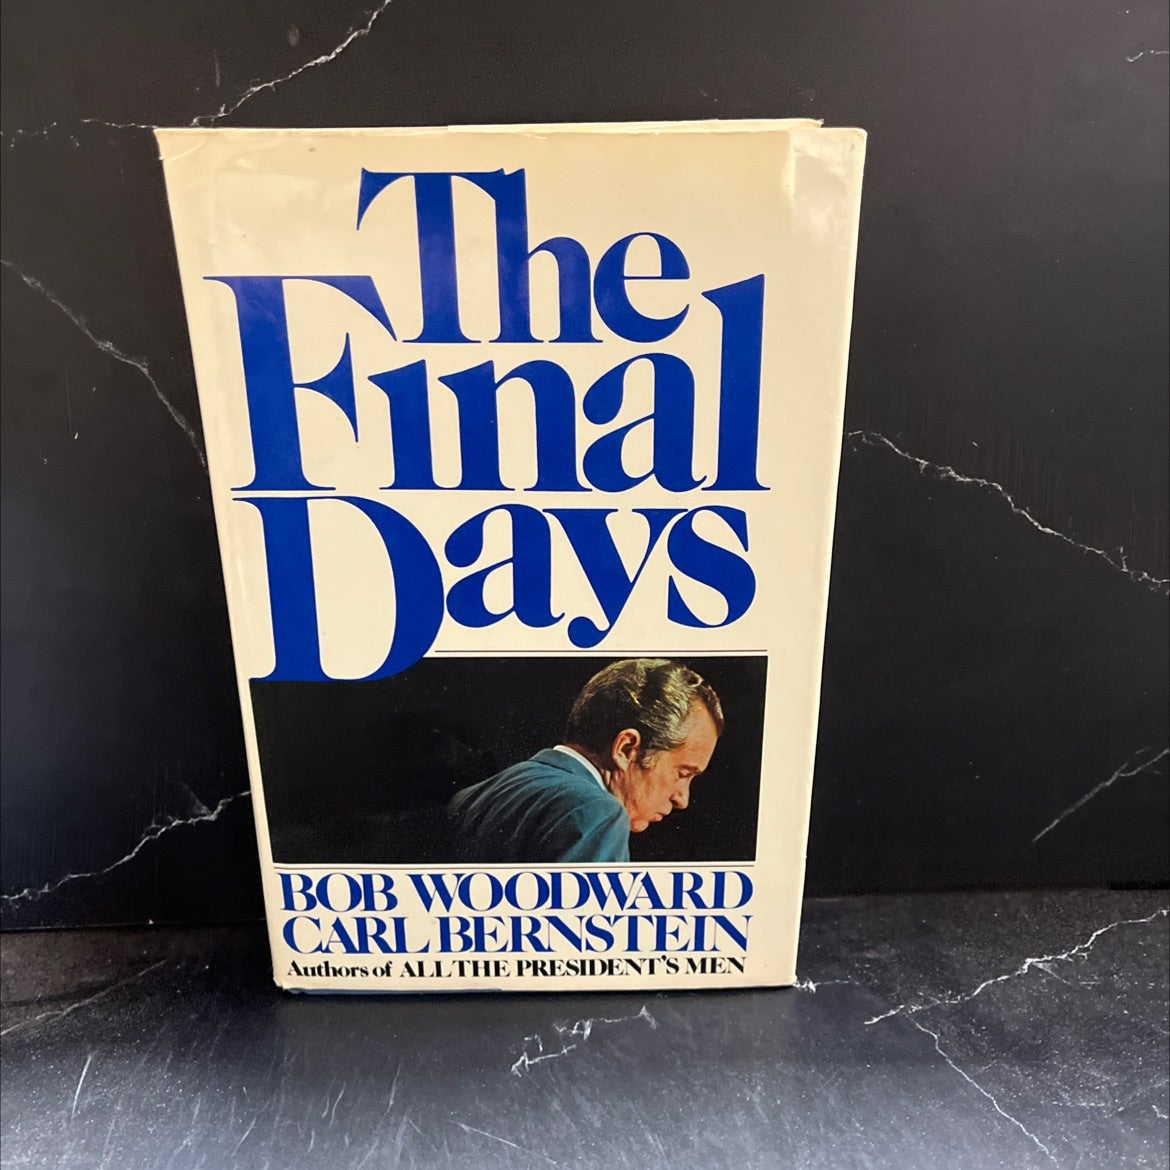 The
Final
Days
BOB WOODWARD
CARL BERNSTEIN
Authors of ALL THE PRESIDENT'S MEN